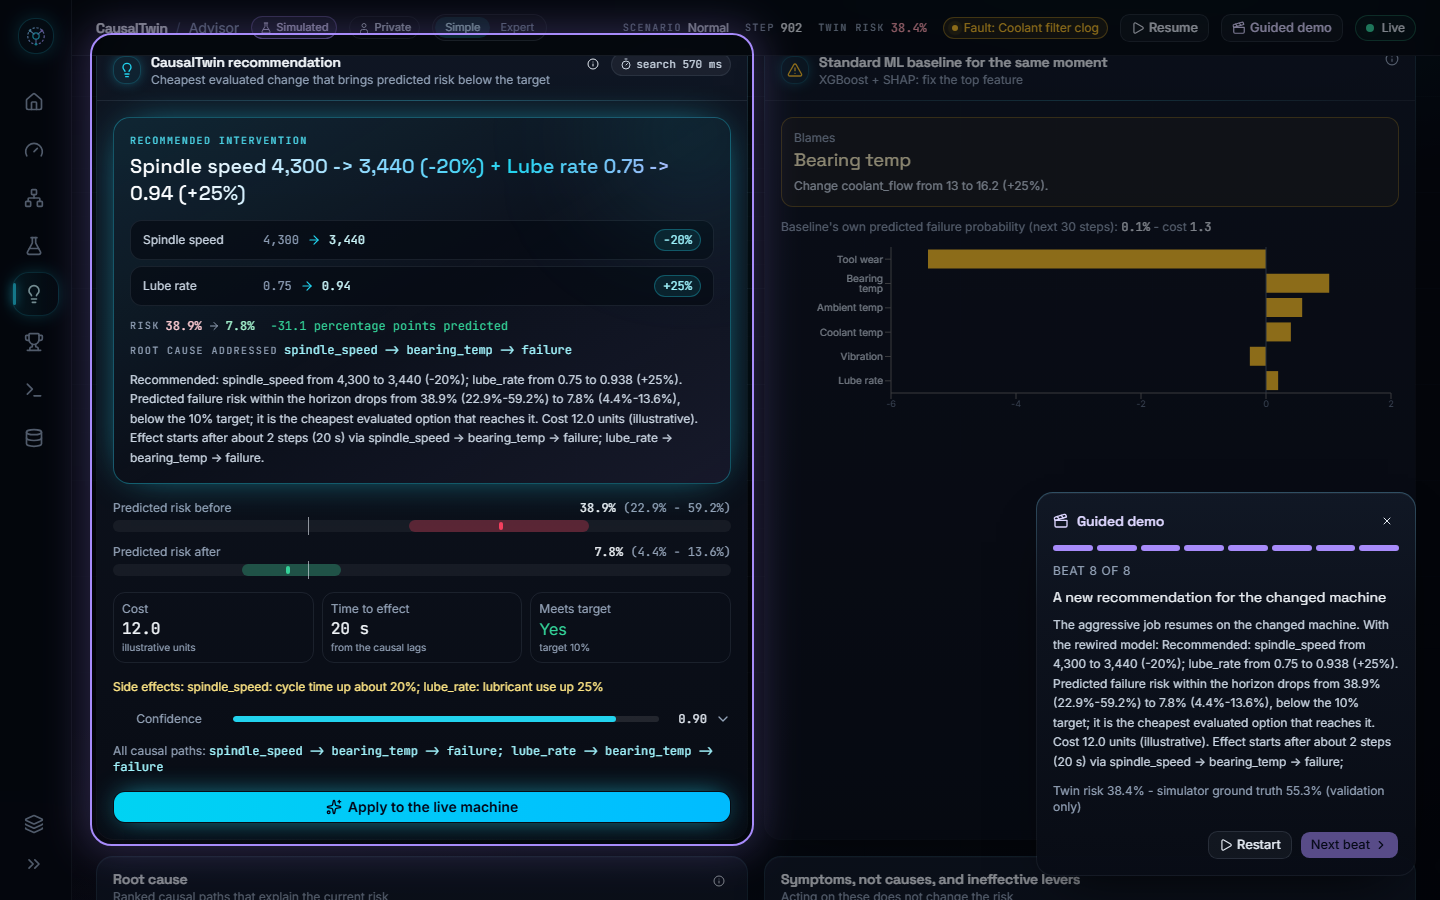 CausalTwin / Advisor
Simulated
Private
Simple
Expert
SCENARIO Normal
STEP 902
TWIN RISK 38.4%
Fault: Coolant filter clog
Resume
Guided demo
Live
CausalTwin recommendation
Cheapest evaluated change that brings predicted risk below the target
search 570 ms
RECOMMENDED INTERVENTION
Spindle speed 4,300 -> 3,440 (-20%) + Lube rate 0.75 ->
0.94 (+25%)
Spindle speed 4,300 → 3,440 -20%
Lube rate 0.75 → 0.94 +25%
RISK 38.9% → 7.8% -31.1 percentage points predicted
ROOT CAUSE ADDRESSED spindle_speed → bearing_temp → failure
Recommended: spindle_speed from 4,300 to 3,440 (-20%); lube_rate from 0.75 to 0.938 (+25%).
Predicted failure risk within the horizon drops from 38.9% (22.9%-59.2%) to 7.8% (4.4%-13.6%),
below the 10% target; it is the cheapest evaluated option that reaches it. Cost 12.0 units (illustrative).
Effect starts after about 2 steps (20 s) via spindle_speed → bearing_temp → failure; lube_rate →
bearing_temp → failure.
Predicted risk before 38.9% (22.9% - 59.2%)
Predicted risk after 7.8% (4.4% - 13.6%)
Cost
12.0
illustrative units
Time to effect
20 s
from the causal lags
Meets target
Yes
target 10%
Side effects: spindle_speed: cycle time up about 20%; lube_rate: lubricant use up 25%
Confidence 0.90
All causal paths: spindle_speed → bearing_temp → failure; lube_rate → bearing_temp →
failure
Apply to the live machine
Root cause
Ranked causal paths that explain the current risk
Standard ML baseline for the same moment
XGBoost + SHAP: fix the top feature
Blames
Bearing temp
Change coolant_flow from 13 to 16.2 (+25%).
Baseline's own predicted failure probability (next 30 steps): 0.1% - cost 1.3
Tool wear
Bearing
temp
Ambient temp
Coolant temp
Vibration
Lube rate
-6 -4 -2 0 2
Guided demo
BEAT 8 OF 8
A new recommendation for the changed machine
The aggressive job resumes on the changed machine. With
the rewired model: Recommended: spindle_speed from
4,300 to 3,440 (-20%); lube_rate from 0.75 to 0.938 (+25%).
Predicted failure risk within the horizon drops from 38.9%
(22.9%-59.2%) to 7.8% (4.4%-13.6%), below the 10%
target; it is the cheapest evaluated option that reaches it.
Cost 12.0 units (illustrative). Effect starts after about 2 steps
(20 s) via spindle_speed → bearing_temp → failure;
Twin risk 38.4% - simulator ground truth 55.3% (validation
only)
Restart
Next beat
Symptoms, not causes, and ineffective levers
Acting on these does not change the risk